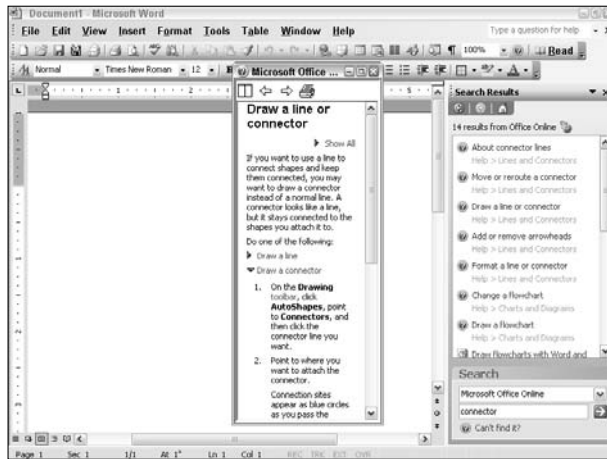 Document1 - Microsoft Word
File Edit View Insert Format Tools Table Window Help
Type a question for help
100%
Read
Normal
Times New Roman
12
Microsoft Office ...
Draw a line or
connector
Show All
If you want to use a line to
connect shapes and keep
them connected, you may
want to draw a connector
instead of a normal line. A
connector looks like a line,
but it stays connected to the
shapes you attach it to.
Do one of the following:
Draw a line
Draw a connector
1. On the Drawing
toolbar, click
AutoShapes, point
to Connectors, and
then click the
connector line you
want.
2. Point to where you
want to attach the
connector.
Connection sites
appear as blue circles
as you pass the
Search Results
14 results from Office Online
About connector lines
Help > Lines and Connectors
Move or reroute a connector
Help > Lines and Connectors
Draw a line or connector
Help > Lines and Connectors
Add or remove arrowheads
Help > Lines and Connectors
Format a line or connector
Help > Lines and Connectors
Change a flowchart
Help > Charts and Diagrams
Draw a flowchart
Help > Charts and Diagrams
Draw flowcharts with Word and
Search
Microsoft Office Online
connector
Can't find it?
Page 1 Sec 1 1/1 At 1" Ln 1 Col 1 REC TRK EXT OVR